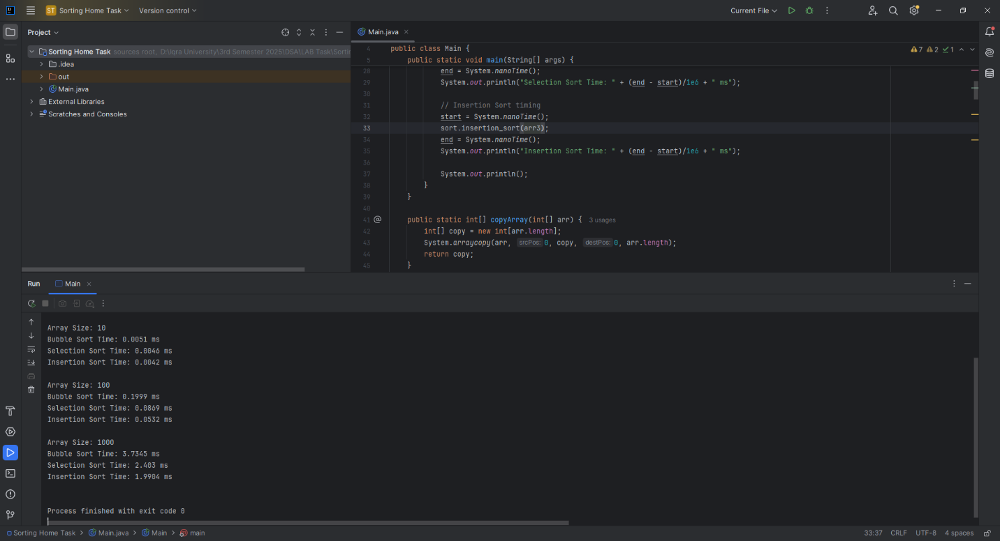 ST Sorting Home Task Version control Current File
Project
Sorting Home Task sources root, D:\Iqra University\3rd Semester 2025\DSA\LAB Task\Sortin
.idea
out
Main.java
External Libraries
Scratches and Consoles
Main.java
7 2 1
4 public class Main {
5 public static void main(String[] args) {
28 end = System.nanoTime();
29 System.out.println("Selection Sort Time: " + (end - start)/1e6 + " ms");
30
31 // Insertion Sort timing
32 start = System.nanoTime();
33 sort.insertion_sort(arr3);
34 end = System.nanoTime();
35 System.out.println("Insertion Sort Time: " + (end - start)/1e6 + " ms");
36
37 System.out.println();
38 }
39 }
40
41 @ public static int[] copyArray(int[] arr) { 3 usages
42 int[] copy = new int[arr.length];
43 System.arraycopy(arr, srcPos: 0, copy, destPos: 0, arr.length);
44 return copy;
45 }
Run Main
Array Size: 10
Bubble Sort Time: 0.0051 ms
Selection Sort Time: 0.0046 ms
Insertion Sort Time: 0.0042 ms
Array Size: 100
Bubble Sort Time: 0.1999 ms
Selection Sort Time: 0.0869 ms
Insertion Sort Time: 0.0532 ms
Array Size: 1000
Bubble Sort Time: 3.7345 ms
Selection Sort Time: 2.403 ms
Insertion Sort Time: 1.9904 ms
Process finished with exit code 0
Sorting Home Task > Main.java > Main > main 33:37 CRLF UTF-8 4 spaces